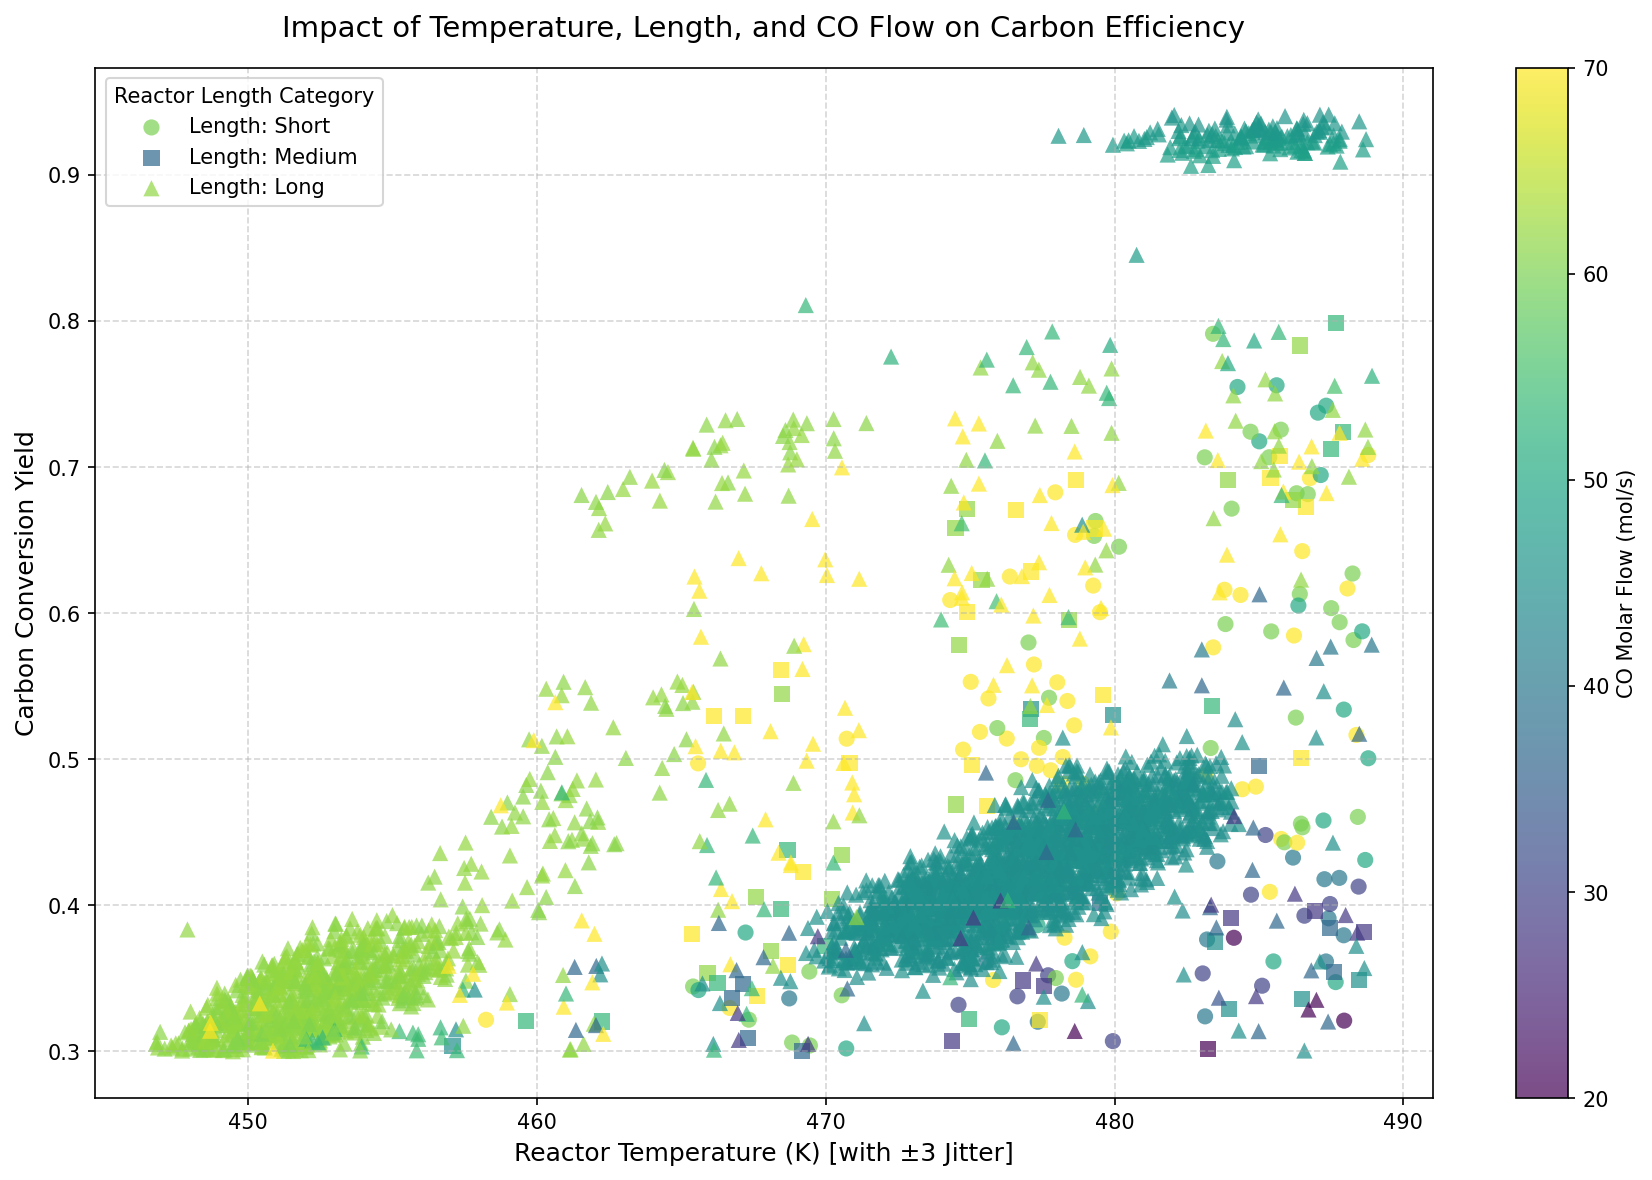 Impact of Temperature, Length, and CO Flow on Carbon Efficiency
Reactor Length Category
Length: Short
Length: Medium
Length: Long
Carbon Conversion Yield
0.9
0.8
0.7
0.6
0.5
0.4
0.3
450
460
470
480
490
Reactor Temperature (K) [with ±3 Jitter]
70
60
50
40
30
20
CO Molar Flow (mol/s)